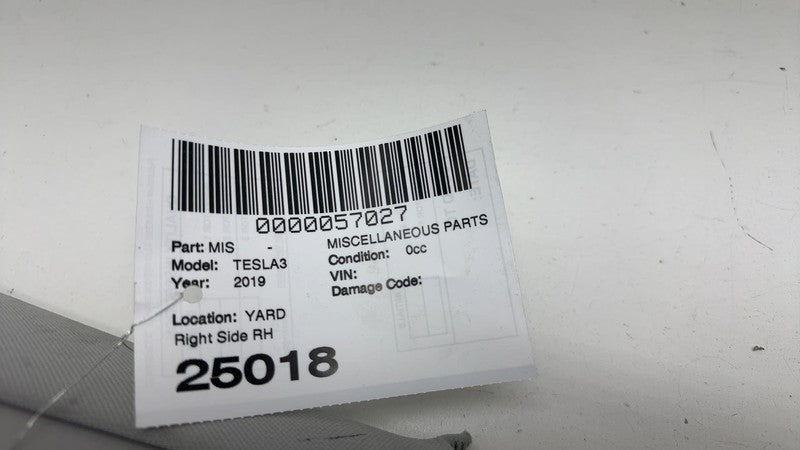 0000057027
Part: MIS - MISCELLANEOUS PARTS
Model: TESLA3 Condition: 0cc
Year: 2019 VIN:
Damage Code:
Location: YARD
Right Side RH
25018